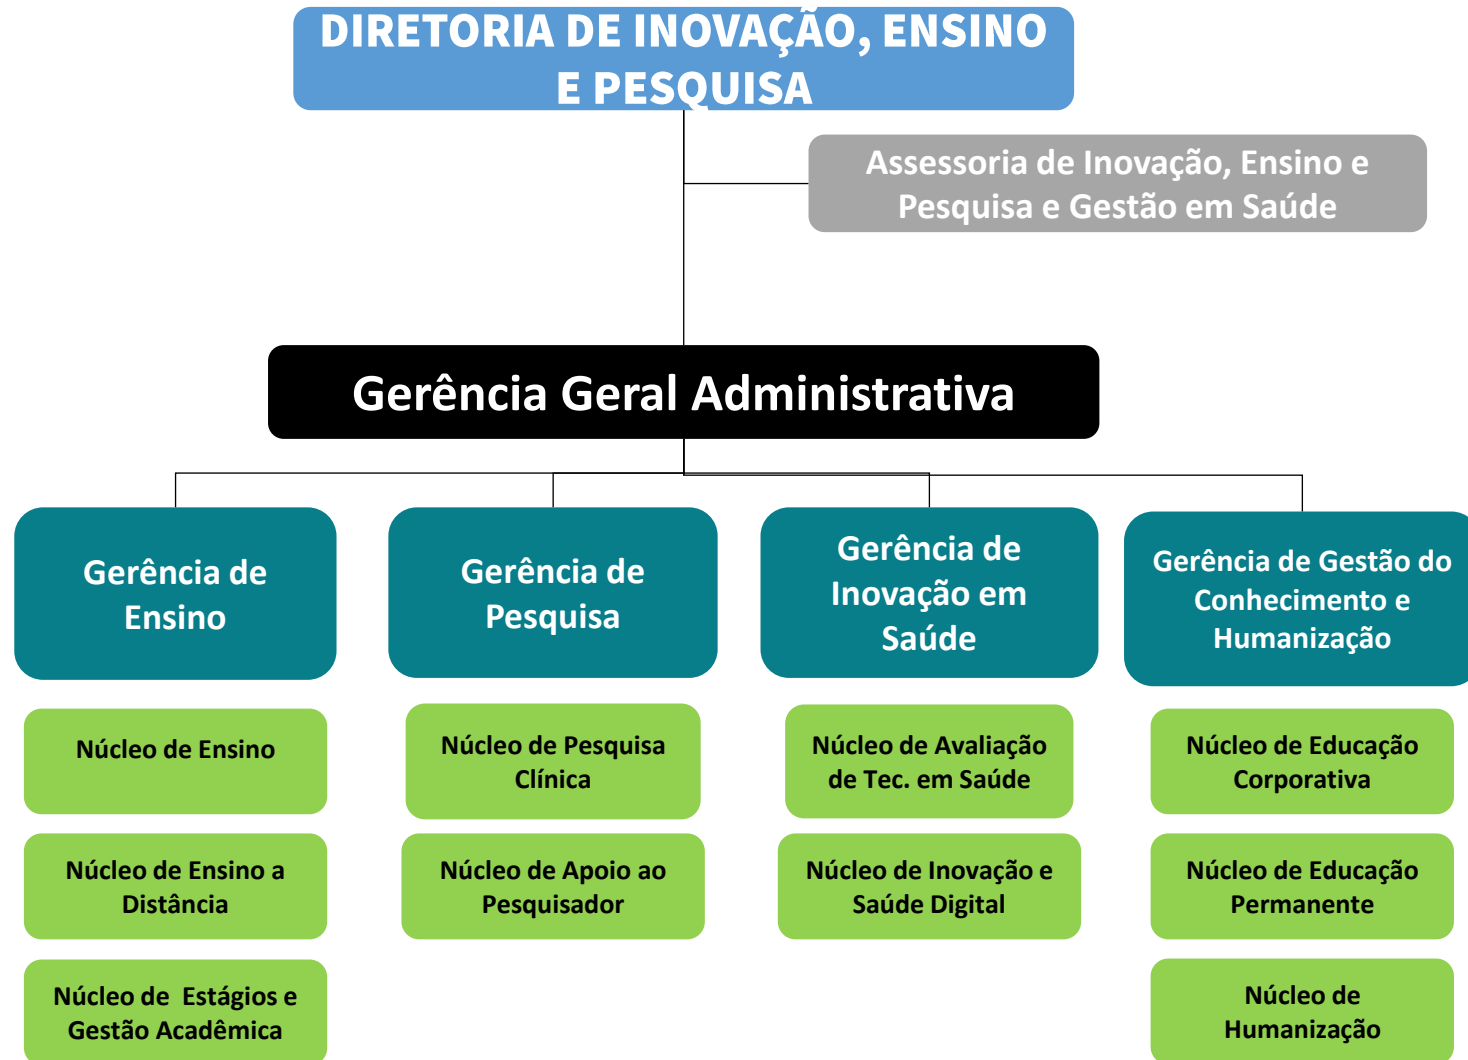 DIRETORIA DE INOVAÇÃO, ENSINO
E PESQUISA
Assessoria de Inovação, Ensino e
Pesquisa e Gestão em Saúde
Gerência Geral Administrativa
Gerência de
Ensino
Gerência de
Pesquisa
Gerência de
Inovação em
Saúde
Gerência de Gestão do
Conhecimento e
Humanização
Núcleo de Ensino
Núcleo de Pesquisa
Clínica
Núcleo de Avaliação
de Tec. em Saúde
Núcleo de Educação
Corporativa
Núcleo de Ensino a
Distância
Núcleo de Apoio ao
Pesquisador
Núcleo de Inovação e
Saúde Digital
Núcleo de Educação
Permanente
Núcleo de  Estágios e
Gestão Acadêmica
Núcleo de
Humanização